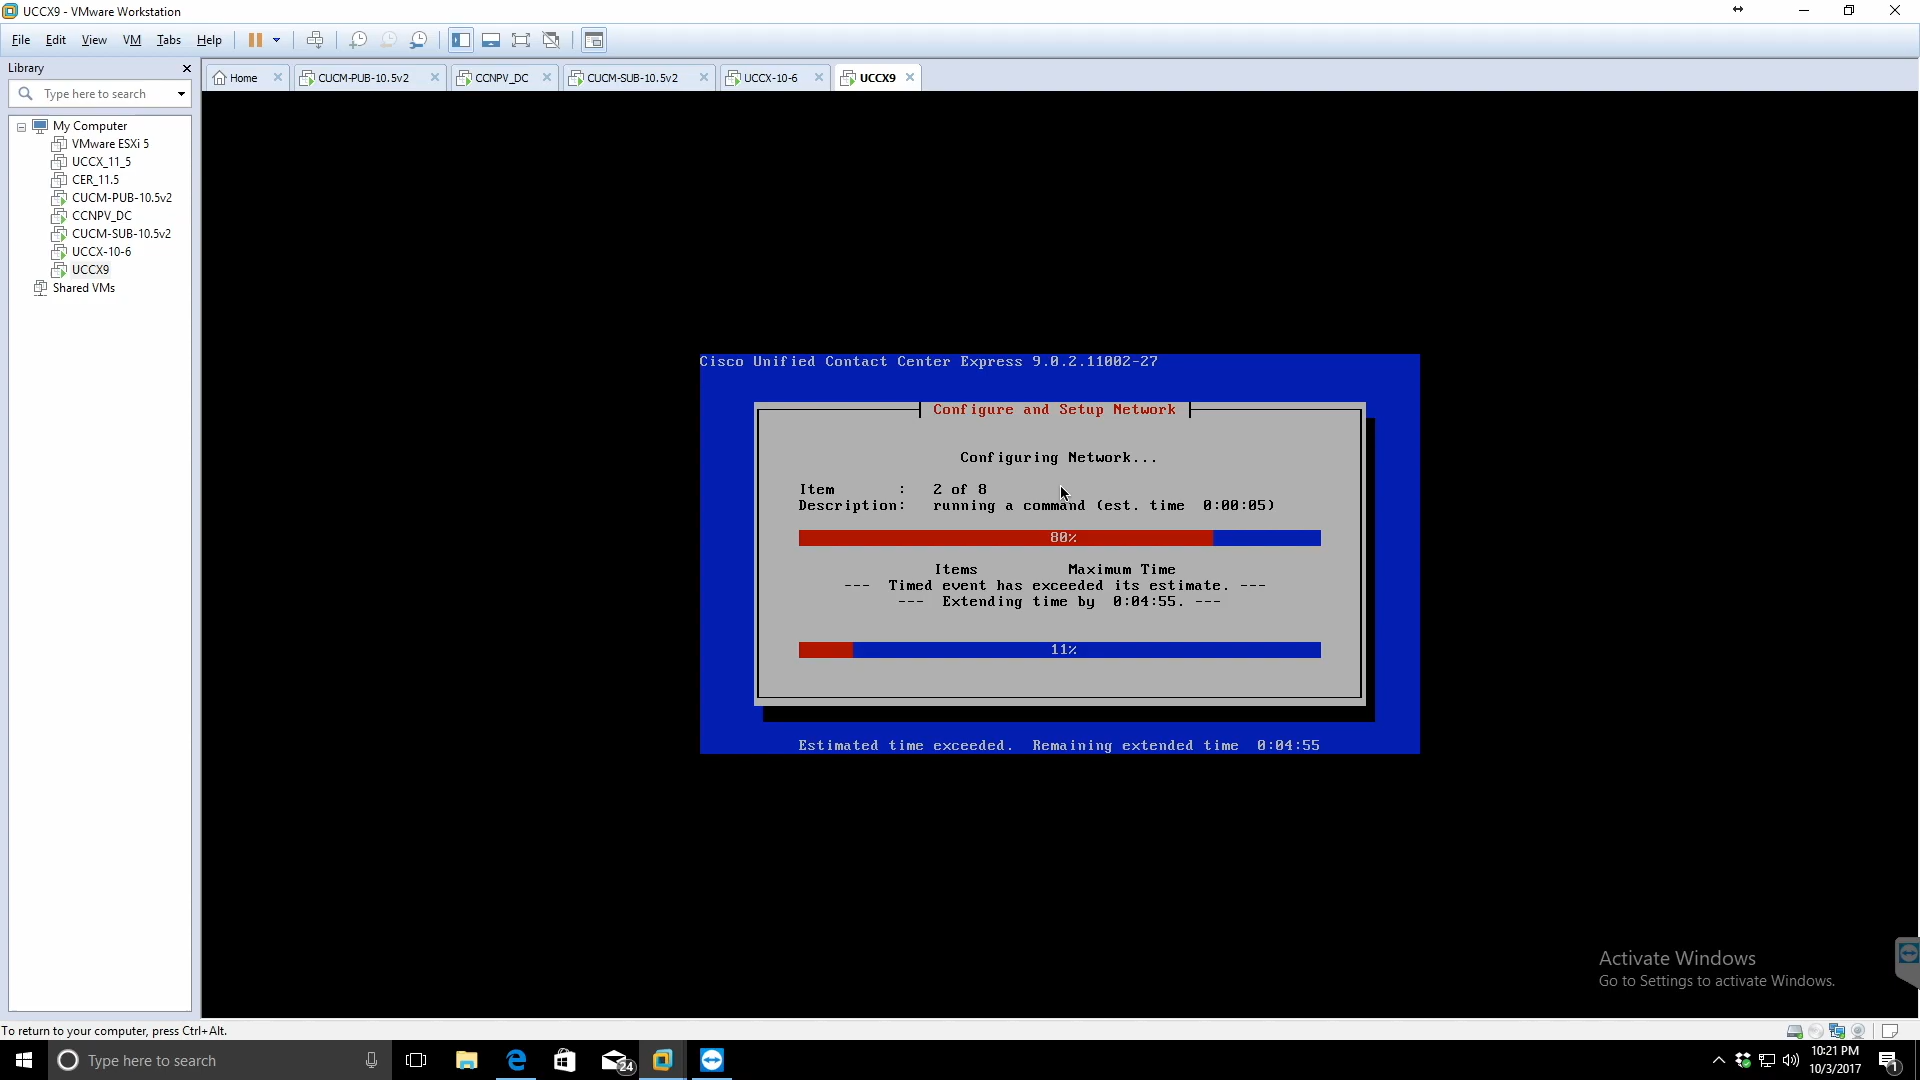 UCCX9 - VMware Workstation
File Edit View VM Tabs Help
Library
Type here to search
My Computer
VMware ESXi 5
UCCX_11_5
CER_11.5
CUCM-PUB-10.5v2
CCNPV_DC
CUCM-SUB-10.5v2
UCCX-10-6
UCCX9
Shared VMs
Home CUCM-PUB-10.5v2 CCNPV_DC CUCM-SUB-10.5v2 UCCX-10-6 UCCX9
Cisco Unified Contact Center Express 9.0.2.11002-27
Configure and Setup Network
Configuring Network...
Item : 2 of 8
Description: running a command (est. time 0:00:05)
80%
Items Maximum Time
--- Timed event has exceeded its estimate. ---
--- Extending time by 0:04:55. ---
11%
Estimated time exceeded. Remaining extended time 0:04:55
Activate Windows
Go to Settings to activate Windows.
To return to your computer, press Ctrl+Alt.
Type here to search
24
10:21 PM
10/3/2017
1